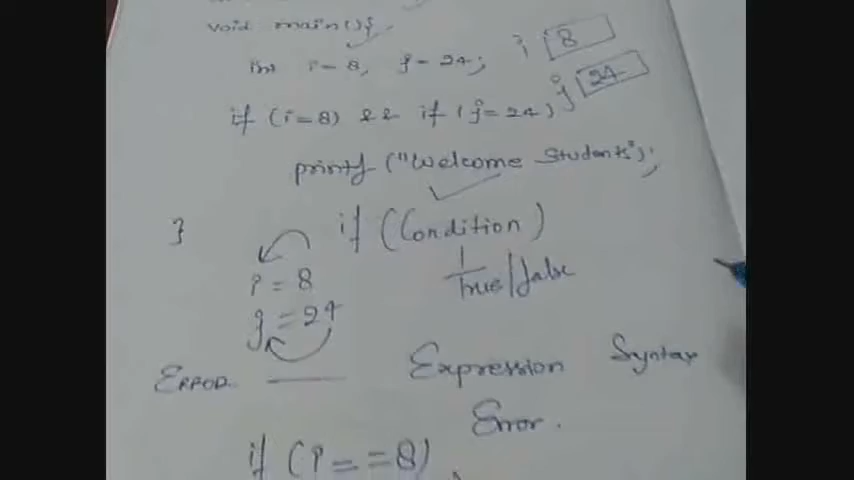 void main(){
int i=8, j=24; i 8
j 24
if (i=8) && if (j=24)
printf ("Welcome Students");
} if (Condition)
True/false
i = 8
j = 24
ERROR Expression Syntax
Error.
if (i==8)